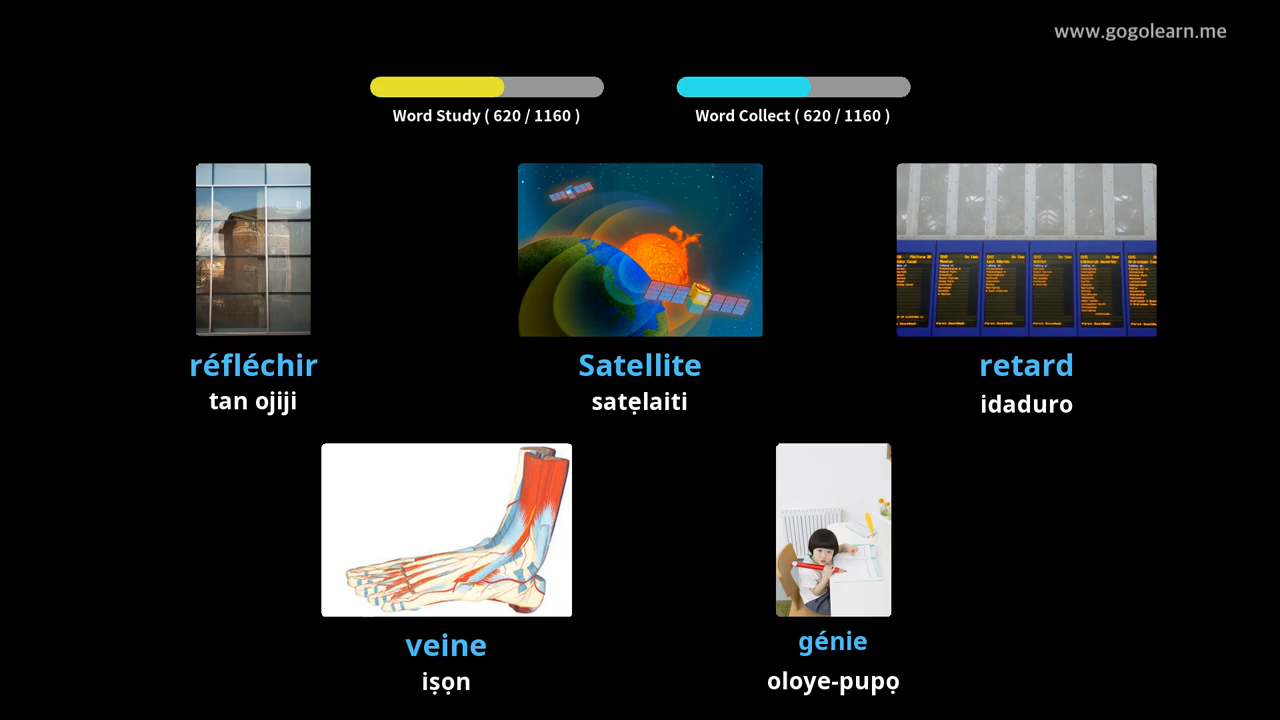 www.gogolearn.me
Word Study ( 620 / 1160 )
Word Collect ( 620 / 1160 )
réfléchir
tan ojiji
Satellite
satẹlaiti
retard
idaduro
veine
iṣọn
génie
oloye-pupọ